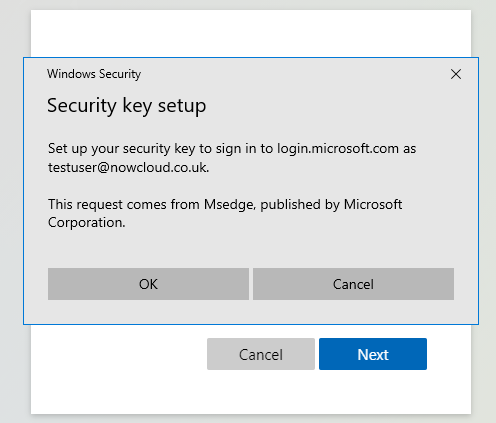 Windows Security
Security key setup
Set up your security key to sign in to login.microsoft.com as
testuser@nowcloud.co.uk.
This request comes from Msedge, published by Microsoft
Corporation.
OK
Cancel
Cancel
Next